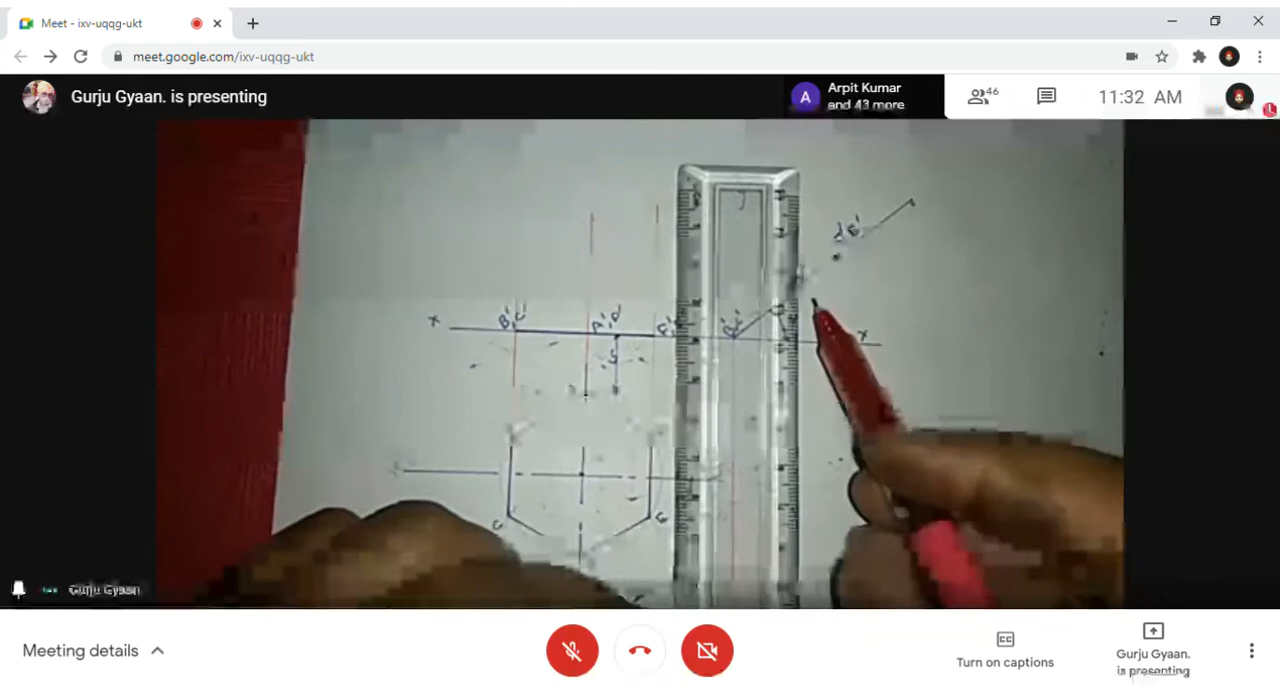 Meet - ixv-uqqg-ukt
meet.google.com/ixv-uqqg-ukt
Gurju Gyaan. is presenting
A
Arpit Kumar
and 43 more
46
11:32 AM
X
B',C'
A',D'
X
C
E
Gurju Gyaan
Meeting details
CC
Turn on captions
Gurju Gyaan.
is presenting